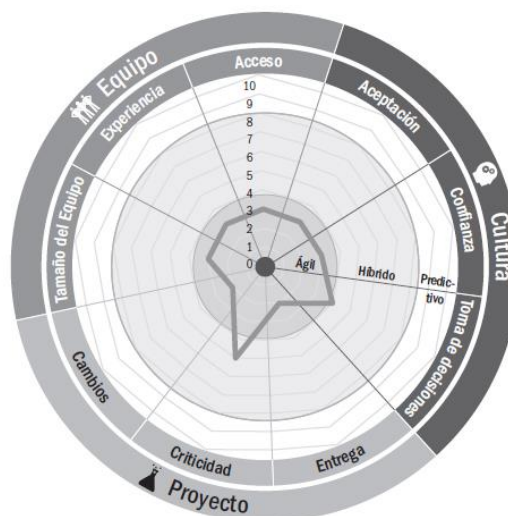 Equipo
Acceso
Experiencia
Tamaño del Equipo
Aceptación
Confianza
Toma de decisiones
Cultura
10
9
8
7
6
5
4
3
2
1
0
Ágil
Híbrido
Predic-
tivo
Cambios
Criticidad
Entrega
Proyecto